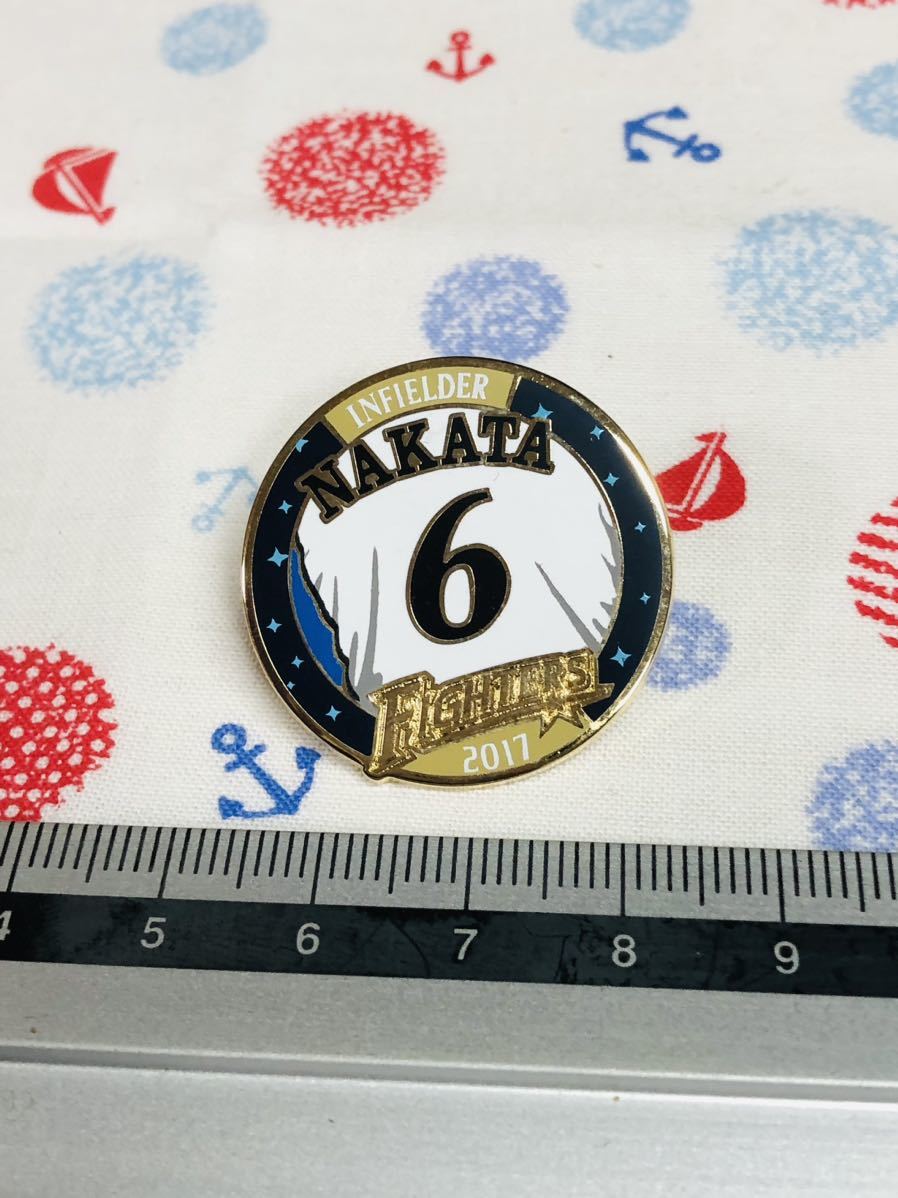 INFIELDER
NAKATA
6
FIGHTERS
2017
4 5 6 7 8 9